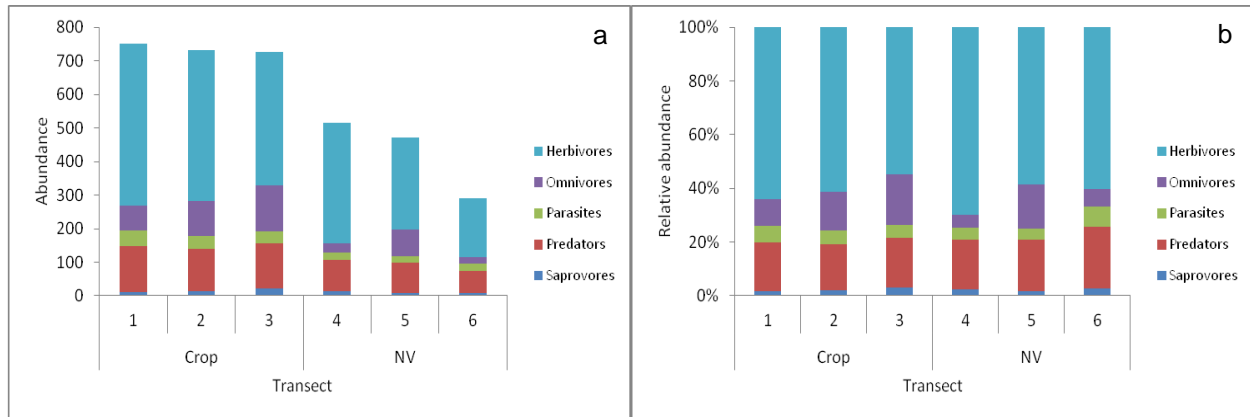 a
800
700
600
500
400
300
200
100
0
Abundance
Herbivores
Omnivores
Parasites
Predators
Saprovores
1 2 3 4 5 6
Crop NV
Transect
b
100%
80%
60%
40%
20%
0%
Relative abundance
Herbivores
Omnivores
Parasites
Predators
Saprovores
1 2 3 4 5 6
Crop NV
Transect